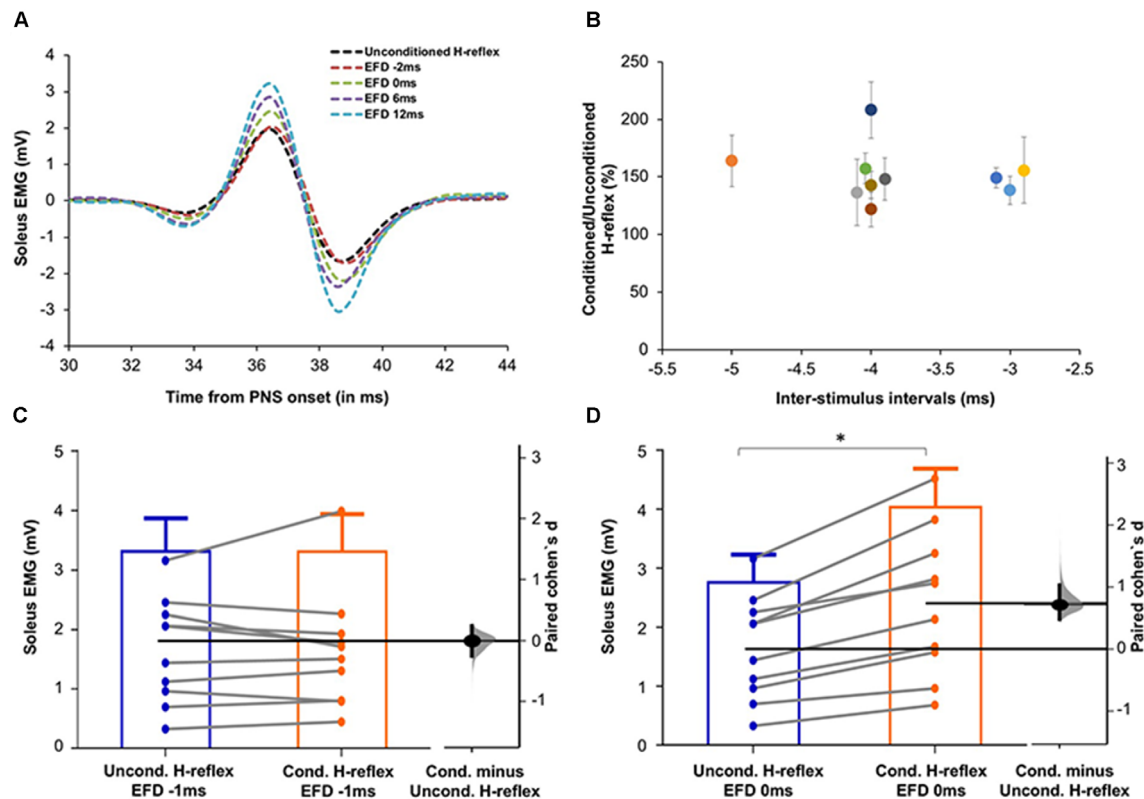 A
4
3
2
1
0
-1
-2
-3
-4
Soleus EMG (mV)
Unconditioned H-reflex
EFD -2ms
EFD 0ms
EFD 6ms
EFD 12ms
30 32 34 36 38 40 42 44
Time from PNS onset (in ms)
B
250
200
150
100
50
0
Conditioned/Unconditioned
H-reflex (%)
-5.5 -5 -4.5 -4 -3.5 -3 -2.5
Inter-stimulus intervals (ms)
C
5
4
3
2
1
0
Soleus EMG (mV)
3
2
1
0
-1
Paired cohen`s d
Uncond. H-reflex
EFD -1ms
Cond. H-reflex
EFD -1ms
Cond. minus
Uncond. H-reflex
D
5
4
3
2
1
0
Soleus EMG (mV)
*
3
2
1
0
-1
Paired cohen`s d
Uncond. H-reflex
EFD 0ms
Cond. H-reflex
EFD 0ms
Cond. minus
Uncond. H-reflex